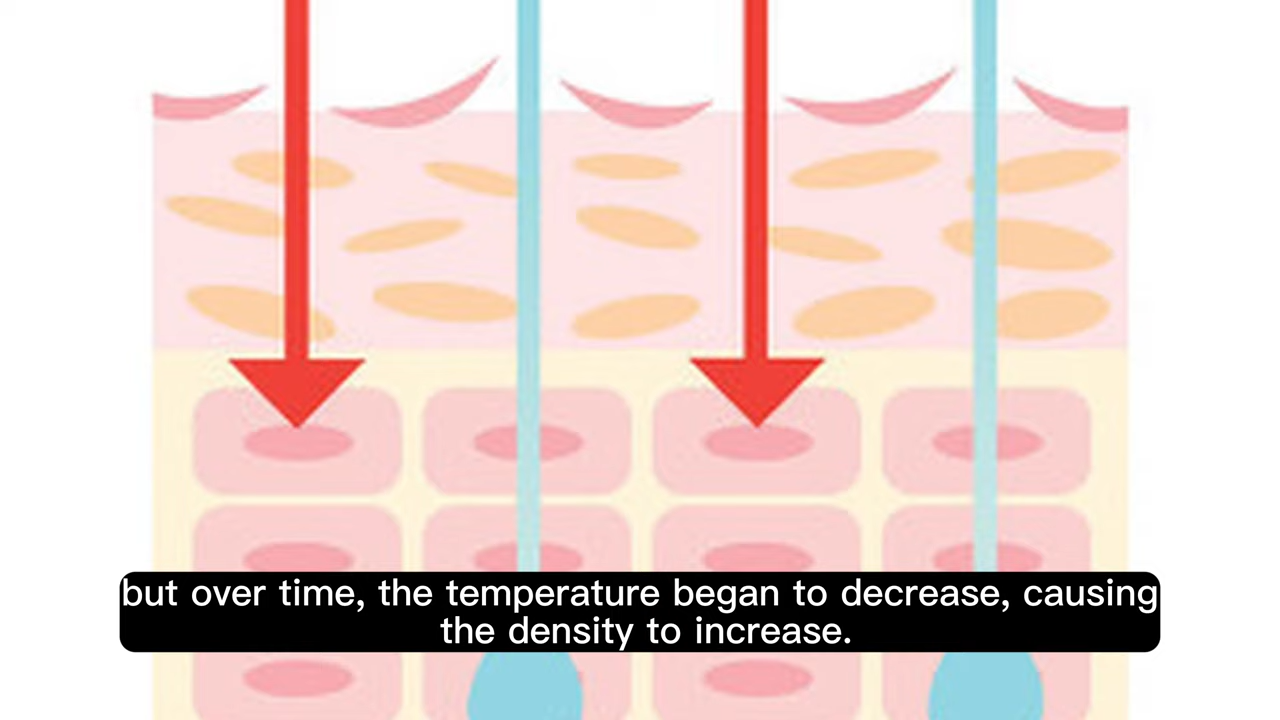 but over time, the temperature began to decrease, causing
the density to increase.